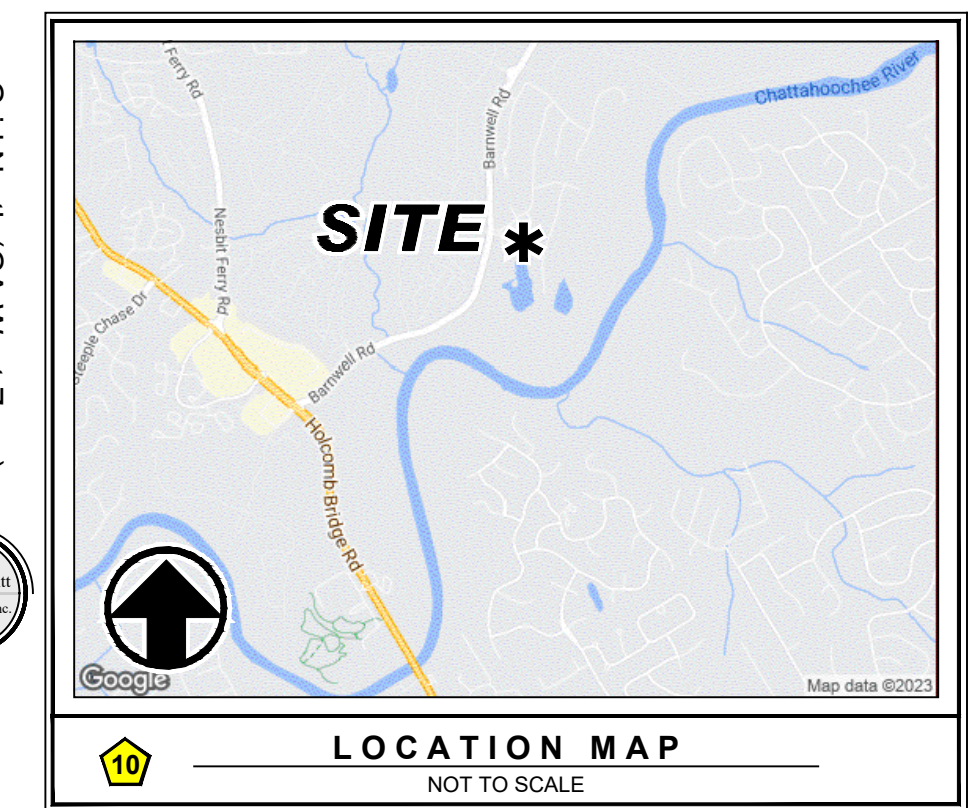 Ferry Rd
Chattahoochee River
Barnwell Rd
SITE *
Nesbit Ferry Rd
Steeple Chase Dr
Barnwell Rd
Holcomb Bridge Rd
Google
Map data ©2023
10
LOCATION MAP
NOT TO SCALE